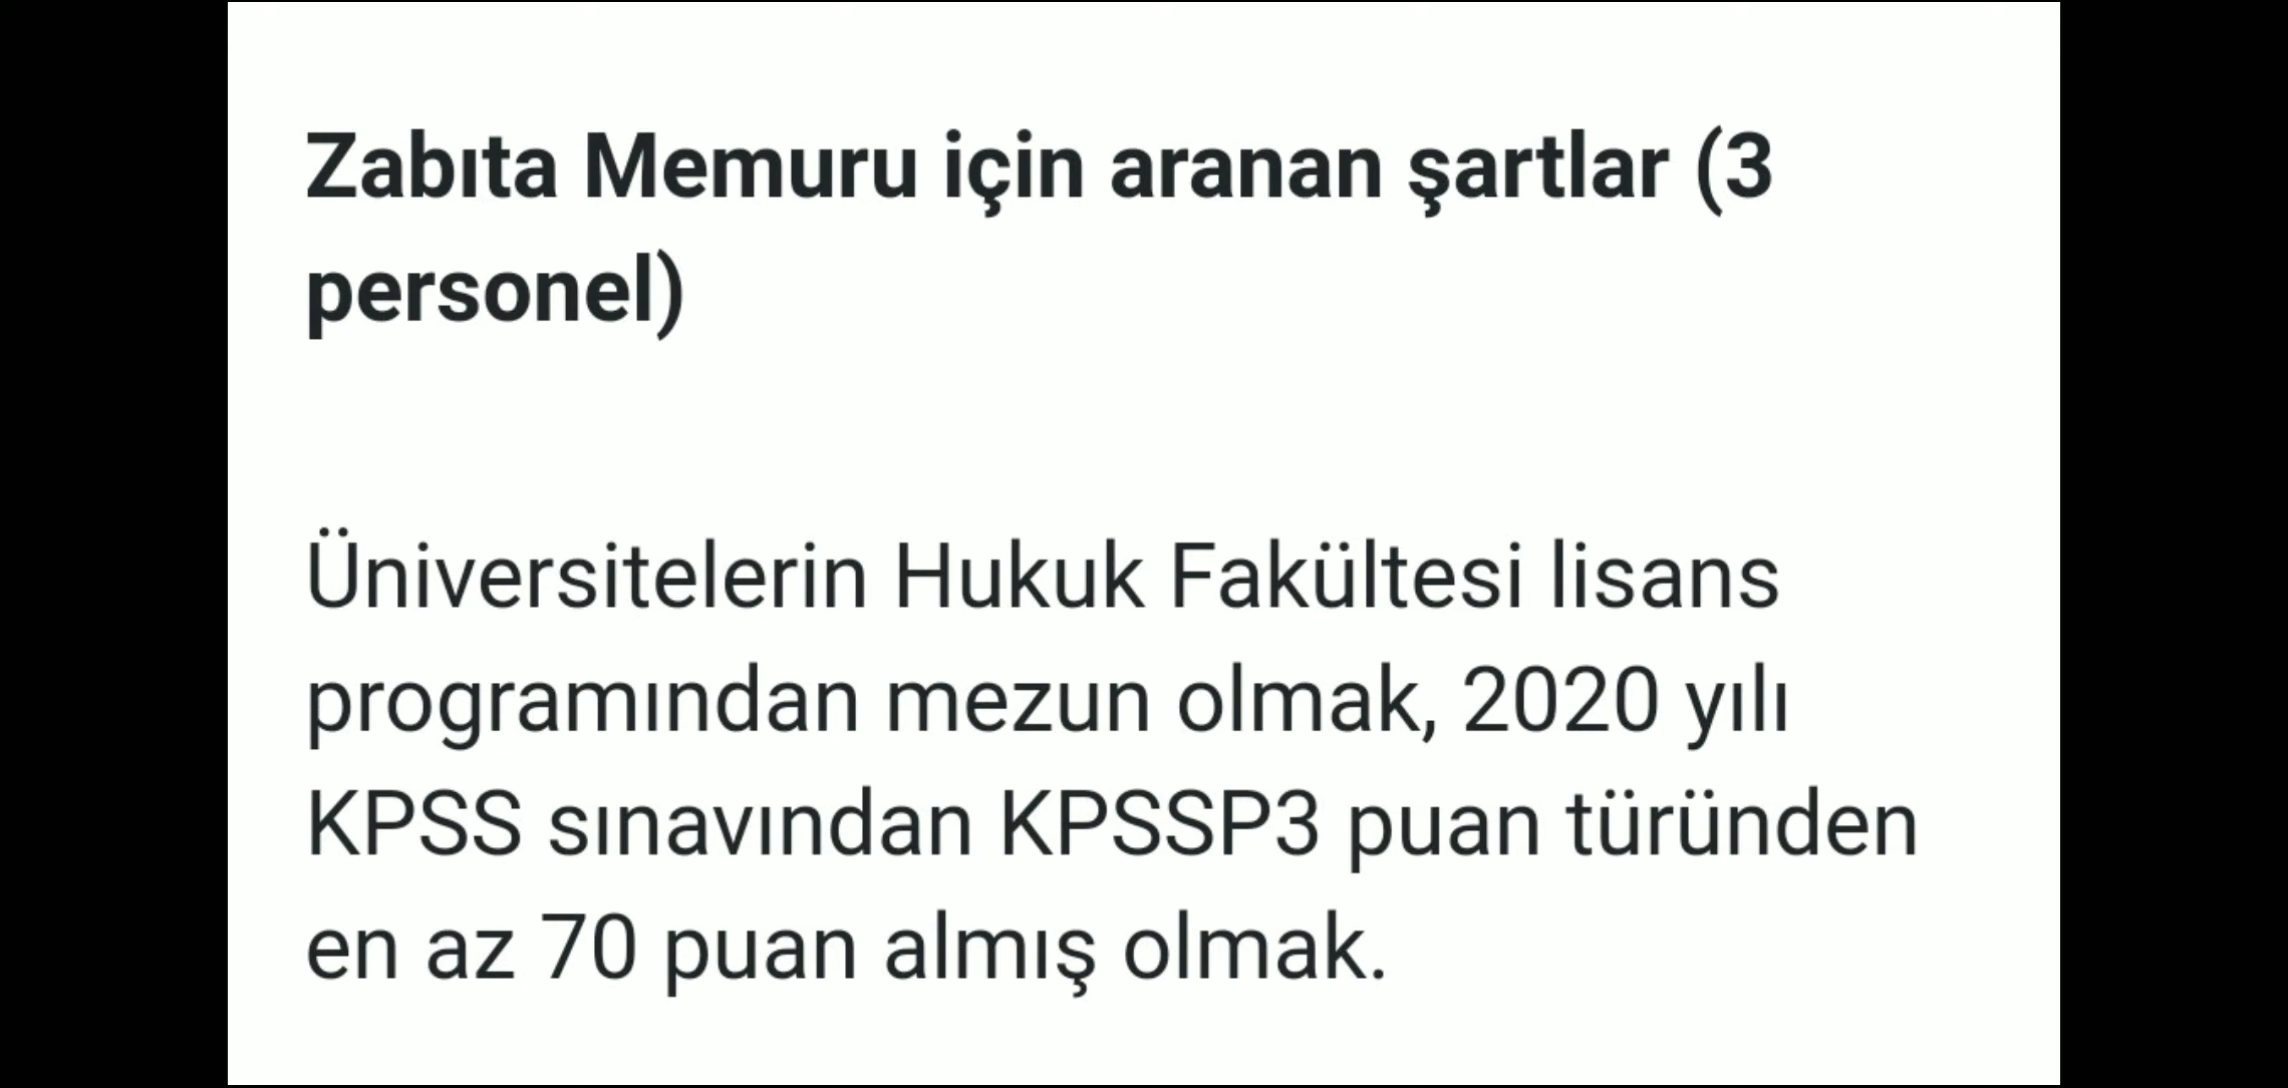 Zabıta Memuru için aranan şartlar (3
personel)
Üniversitelerin Hukuk Fakültesi lisans
programından mezun olmak, 2020 yılı
KPSS sınavından KPSSP3 puan türünden
en az 70 puan almış olmak.